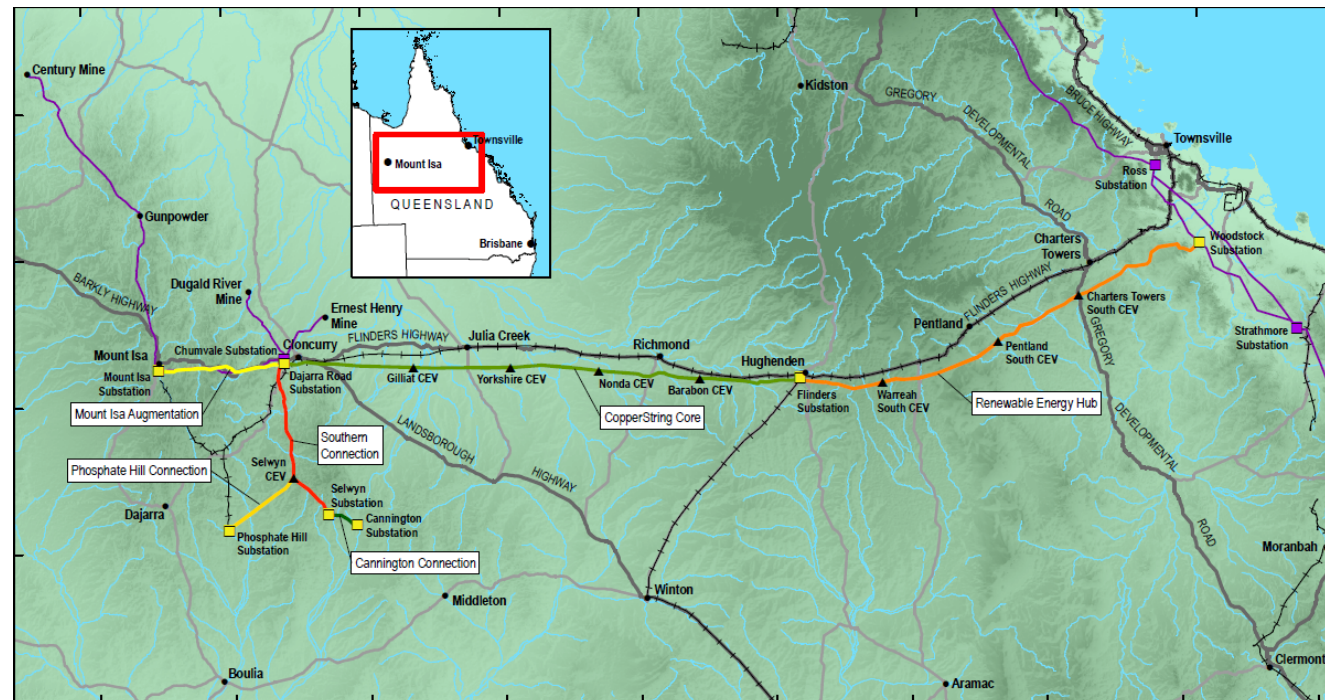 Century Mine
Gunpowder
Dugald River
Mine
Ernest Henry
Mine
BARKLY HIGHWAY
Mount Isa
Mount Isa
Substation
Chumvale Substation
Cloncurry
Dajarra Road
Substation
Mount Isa Augmentation
FLINDERS HIGHWAY
Julia Creek
Gilliat CEV
Yorkshire CEV
Nonda CEV
Richmond
Barabon CEV
CopperString Core
Hughenden
Flinders
Substation
Warreah
South CEV
Renewable Energy Hub
Pentland
Pentland
South CEV
FLINDERS HIGHWAY
Charters
Towers
Charters Towers
South CEV
Kidston
GREGORY
DEVELOPMENTAL
ROAD
BRUCE HIGHWAY
Townsville
Ross
Substation
Woodstock
Substation
Strathmore
Substation
GREGORY
DEVELOPMENTAL
ROAD
Moranbah
Clermont
Southern
Connection
Phosphate Hill Connection
Selwyn
CEV
Selwyn
Substation
Dajarra
Phosphate Hill
Substation
Cannington
Substation
Cannington Connection
LANDSBOROUGH
HIGHWAY
Winton
Middleton
Boulia
Aramac
Townsville
Mount Isa
QUEENSLAND
Brisbane